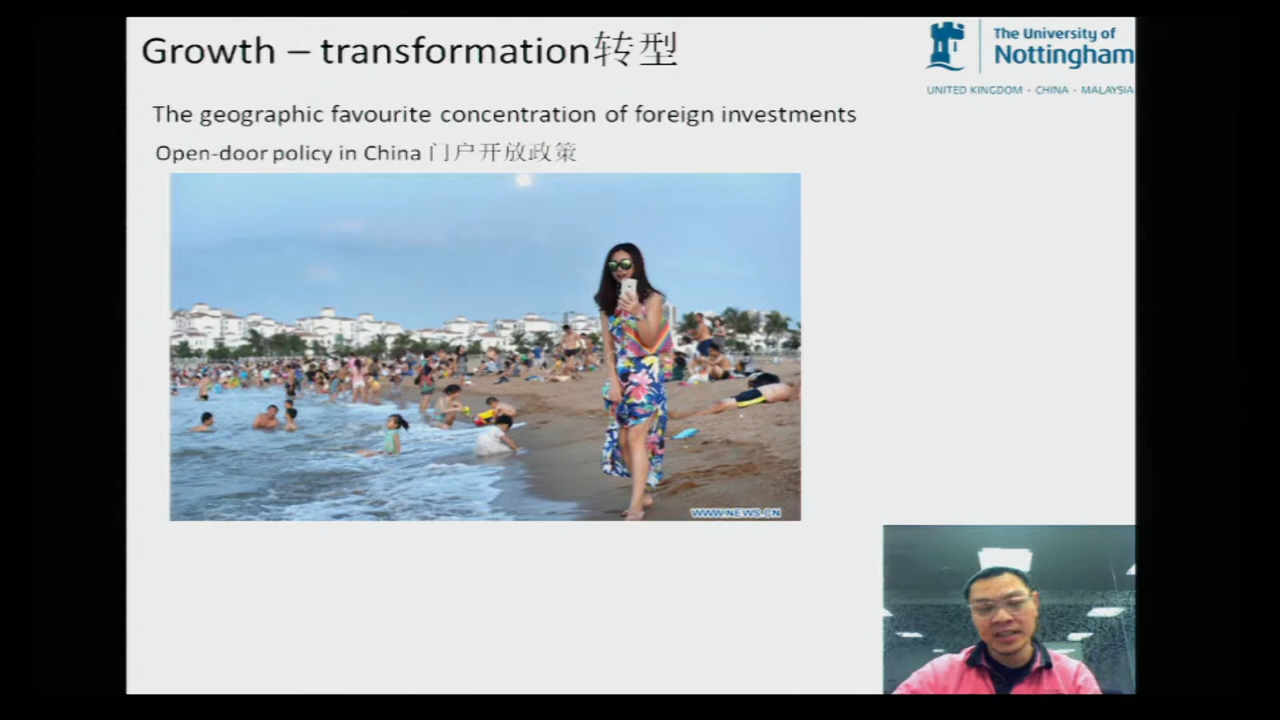 Growth – transformation转型
The University of
Nottingham
UNITED KINGDOM · CHINA · MALAYSIA
The geographic favourite concentration of foreign investments
Open-door policy in China 门户开放政策
WWW.NEWS.CN